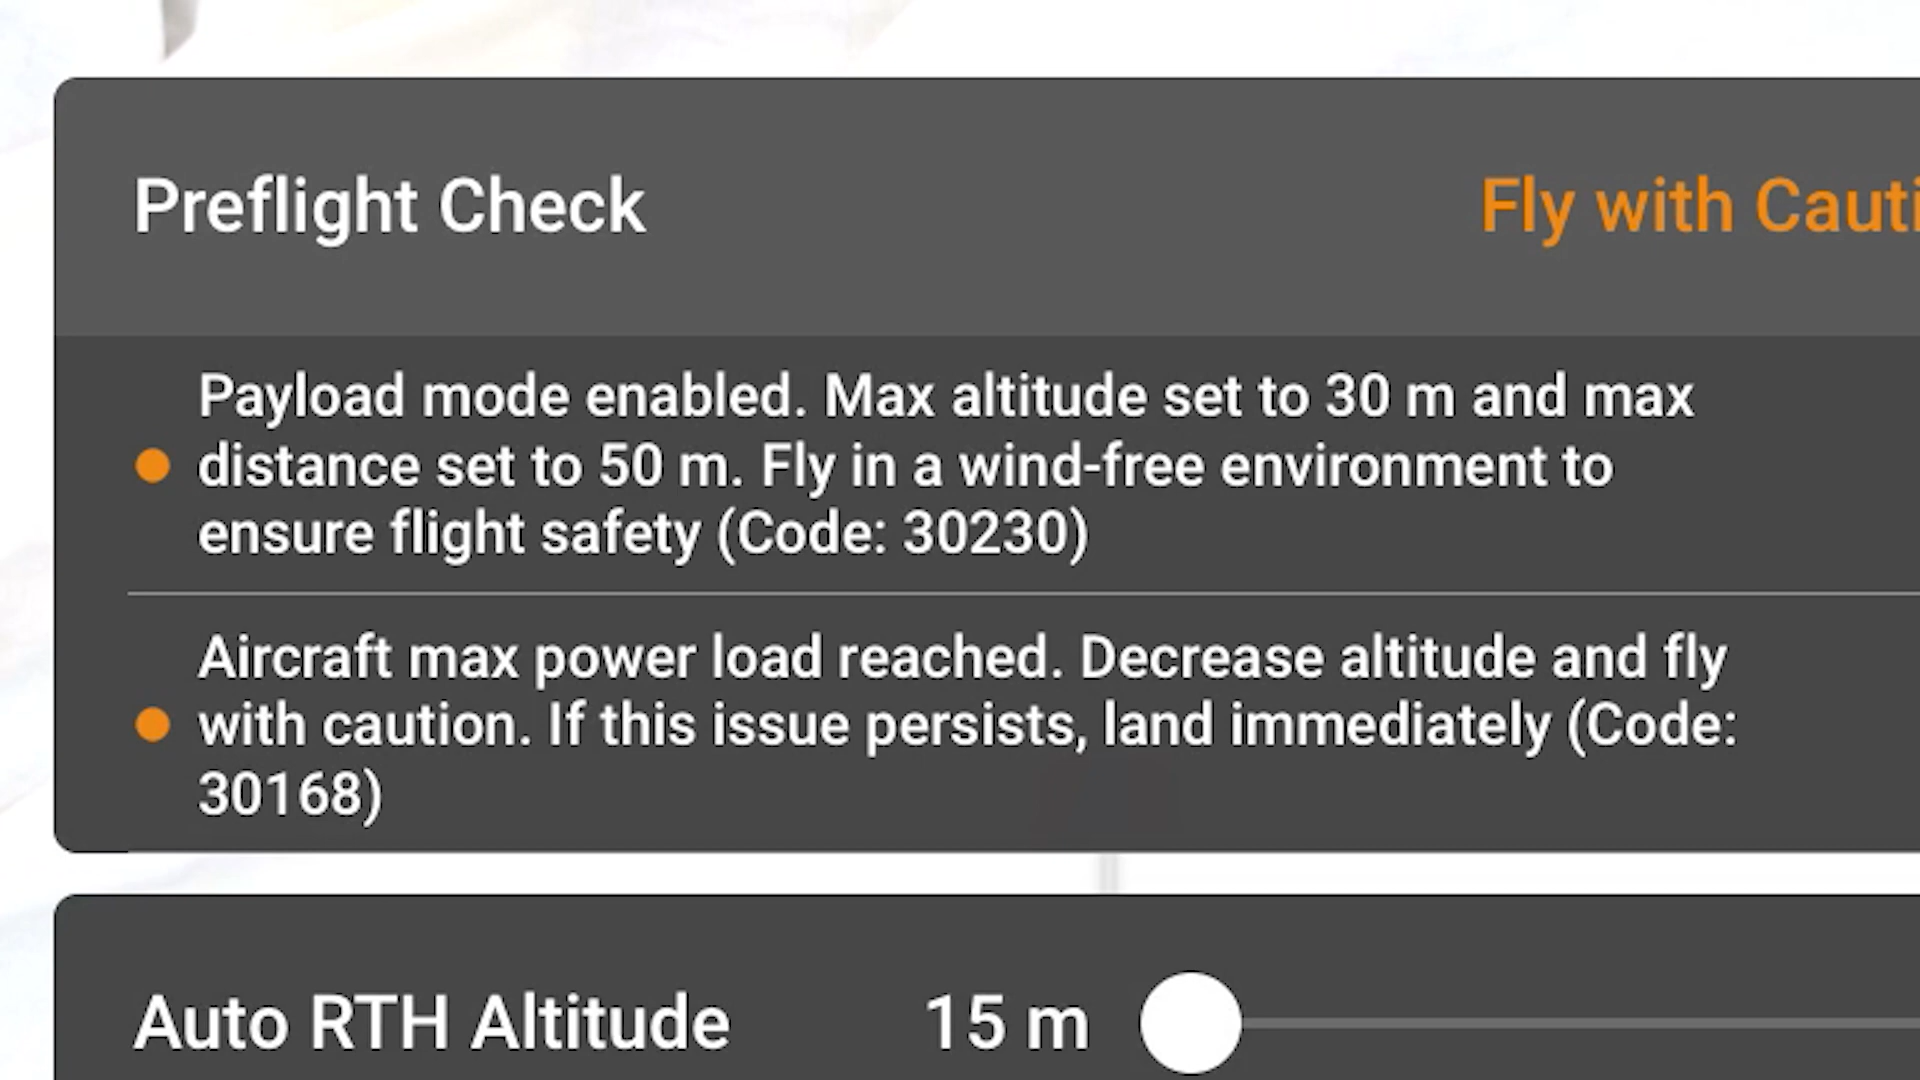 Preflight Check
Fly with Cauti
Payload mode enabled. Max altitude set to 30 m and max
distance set to 50 m. Fly in a wind-free environment to
ensure flight safety (Code: 30230)
Aircraft max power load reached. Decrease altitude and fly
with caution. If this issue persists, land immediately (Code:
30168)
Auto RTH Altitude
15 m